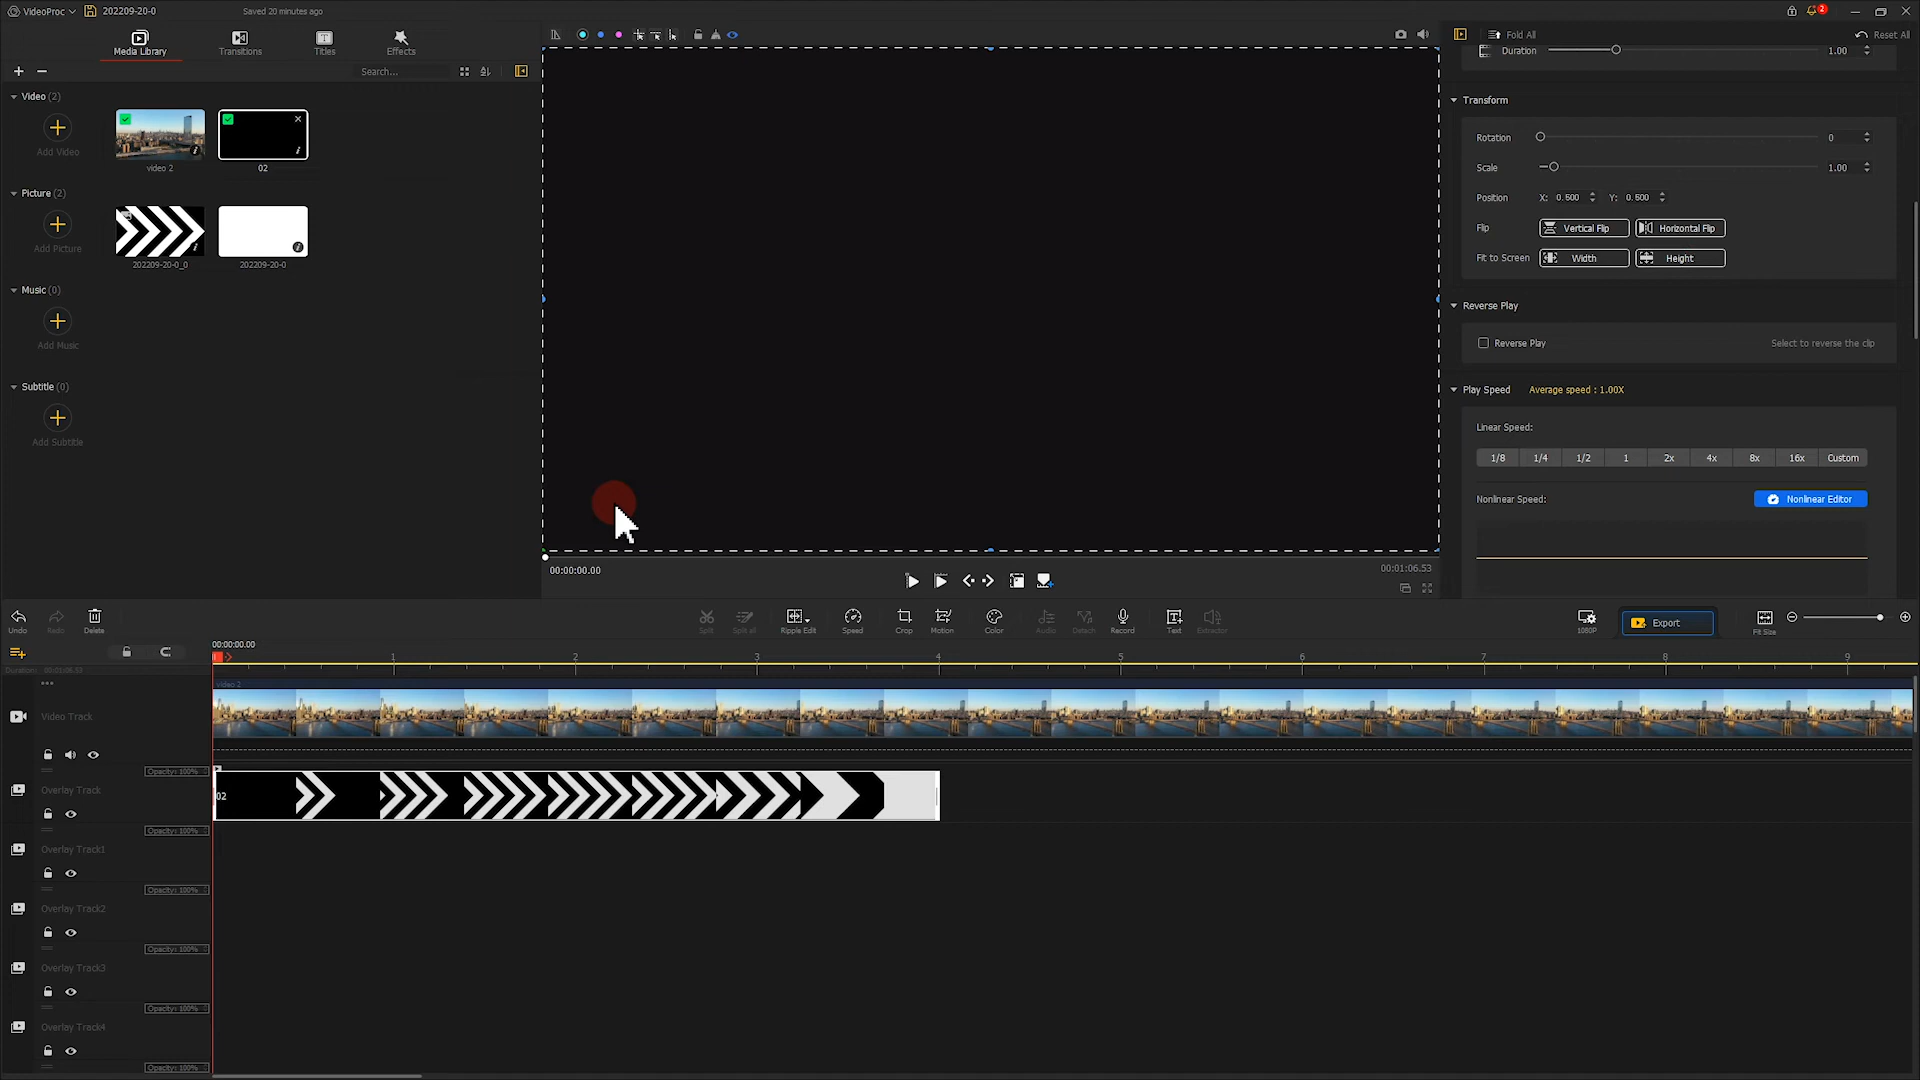 VideoProc
202209-20-0
Saved 20 minutes ago
2
Media Library
Transitions
Titles
Effects
Search...
Fold All
Reset All
Duration
1.00
Video (2)
Add Video
video 2
02
Picture (2)
Add Picture
202209-20-0_0
202209-20-0
Music (0)
Add Music
Subtitle (0)
Add Subtitle
Transform
Rotation
0
Scale
1.00
Position
X: 0.500
Y: 0.500
Flip
Vertical Flip
Horizontal Flip
Fit to Screen
Width
Height
Reverse Play
Reverse Play
Select to reverse the clip
Play Speed
Average speed : 1.00X
Linear Speed:
1/8
1/4
1/2
1
2x
4x
8x
16x
Custom
Nonlinear Speed:
Nonlinear Editor
00:00:00.00
00:01:06.53
Undo
Redo
Delete
Split
Split all
Ripple Edit
Speed
Crop
Motion
Color
Audio
Detach
Record
Text
Extractor
1080P
Export
Fit Size
00:00:00.00
1
2
3
4
5
6
7
8
9
Duration: 00:01:06.53
video 2
Video Track
Opacity: 100%
Overlay Track
02
Opacity: 100%
Overlay Track1
Opacity: 100%
Overlay Track2
Opacity: 100%
Overlay Track3
Opacity: 100%
Overlay Track4
Opacity: 100%